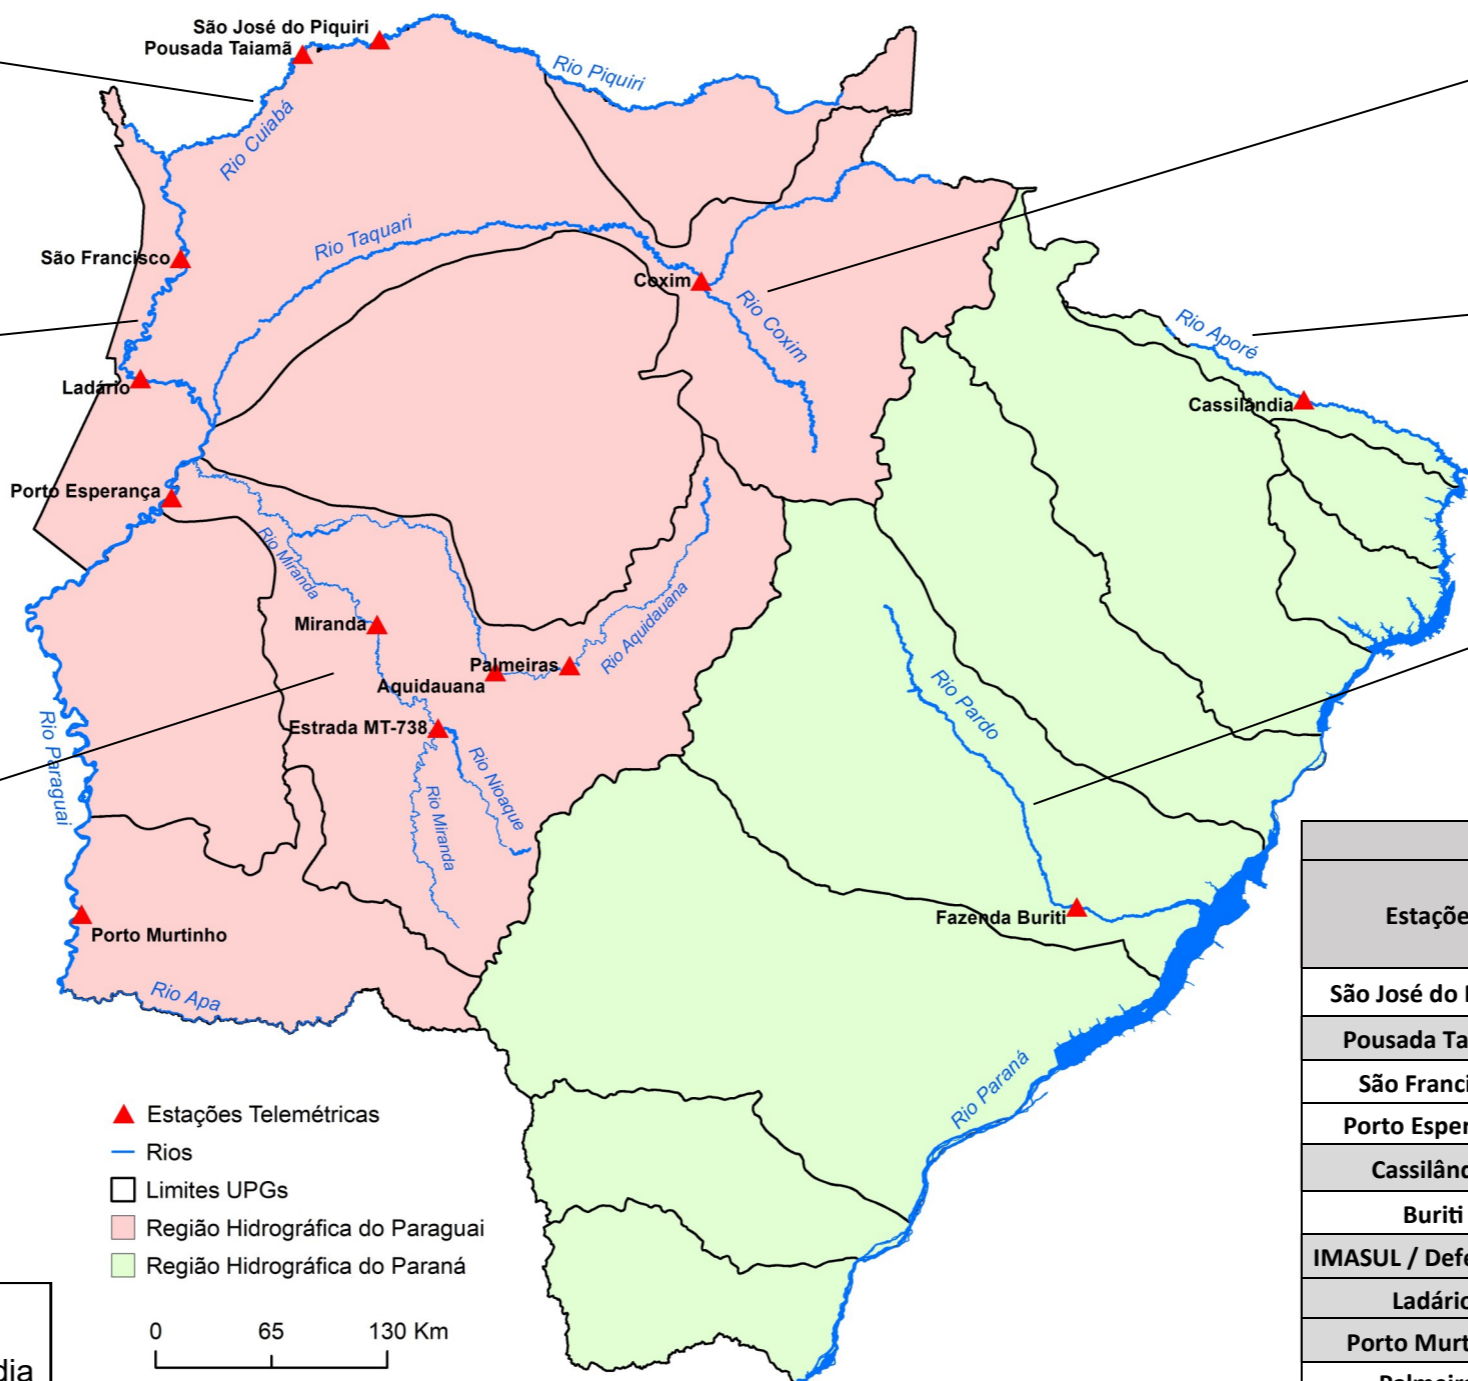 São José do Piquiri
Pousada Taiamã
Rio Piquiri
Rio Cuiabá
Rio Taquari
São Francisco
Coxim
Rio Coxim
Rio Aporé
Ladário
Cassilândia
Porto Esperança
Rio Miranda
Miranda
Rio Aquidauana
Palmeiras
Aquidauana
Rio Pardo
Estrada MT-738
Rio Paraguai
Rio Nioaque
Rio Miranda
Fazenda Buriti
Porto Murtinho
Rio Apa
Rio Paraná
Estações Telemétricas
Rios
Limites UPGs
Região Hidrográfica do Paraguai
Região Hidrográfica do Paraná
0 65 130 Km
dia
Estaçõe
São José do
Pousada Ta
São Franci
Porto Esper
Cassilând
Buriti
IMASUL / Defe
Ladário
Porto Murt
Palmeira